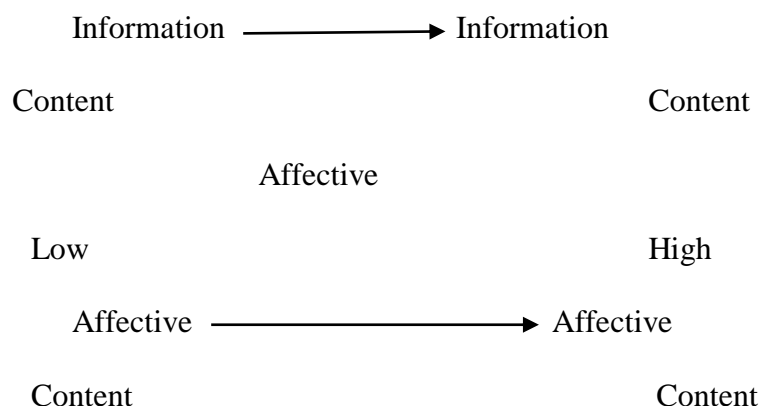 Information Information
Content Content
Affective
Low High
Affective Affective
Content Content